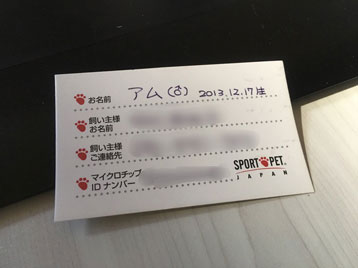 お名前 アム(♂) 2013.12.17生
飼い主様
お名前
飼い主様
ご連絡先
マイクロチップ
IDナンバー
SPORT PET
JAPAN